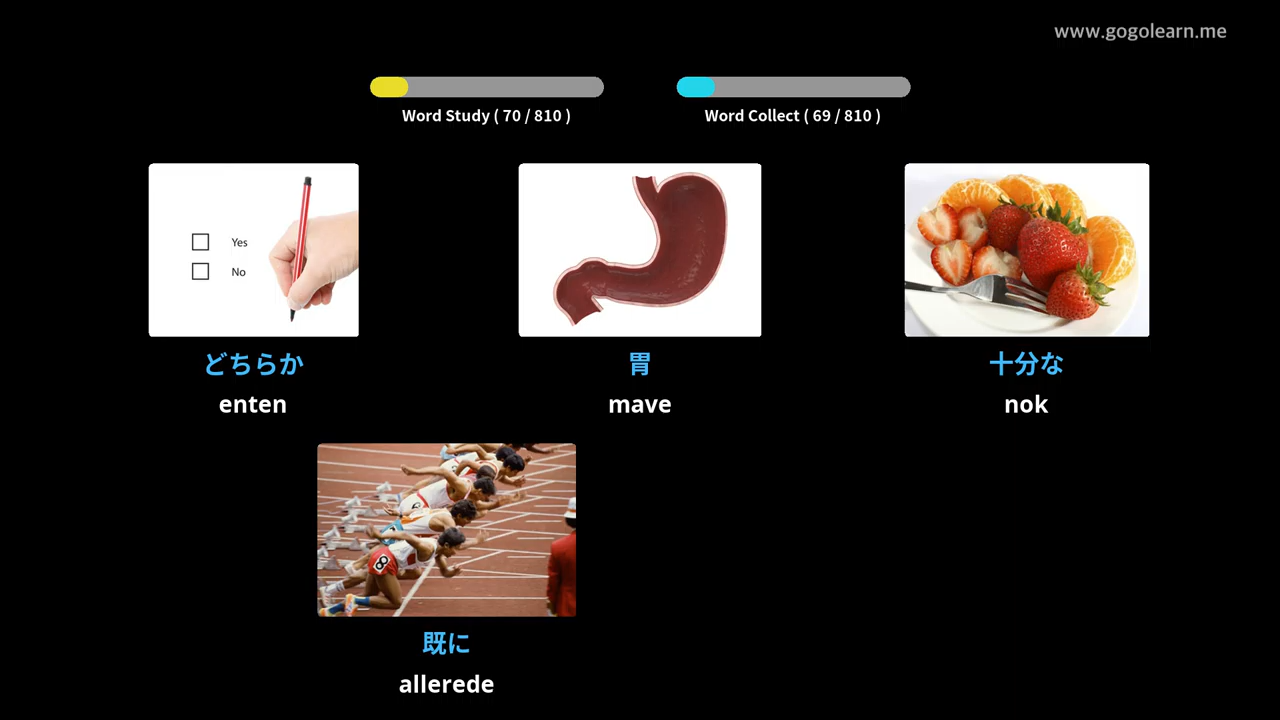 www.gogolearn.me
Word Study ( 70 / 810 )
Word Collect ( 69 / 810 )
Yes
No
どちらか
enten
胃
mave
十分な
nok
8
既に
allerede